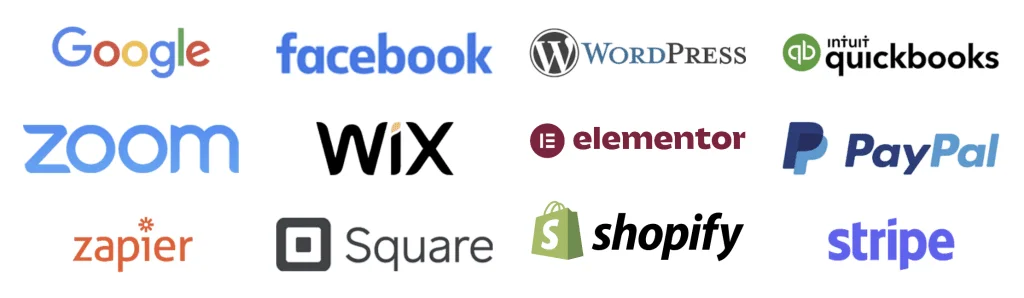 Google
facebook
WORDPRESS
intuit
quickbooks
zoom
WiX
elementor
PayPal
zapier
Square
shopify
stripe